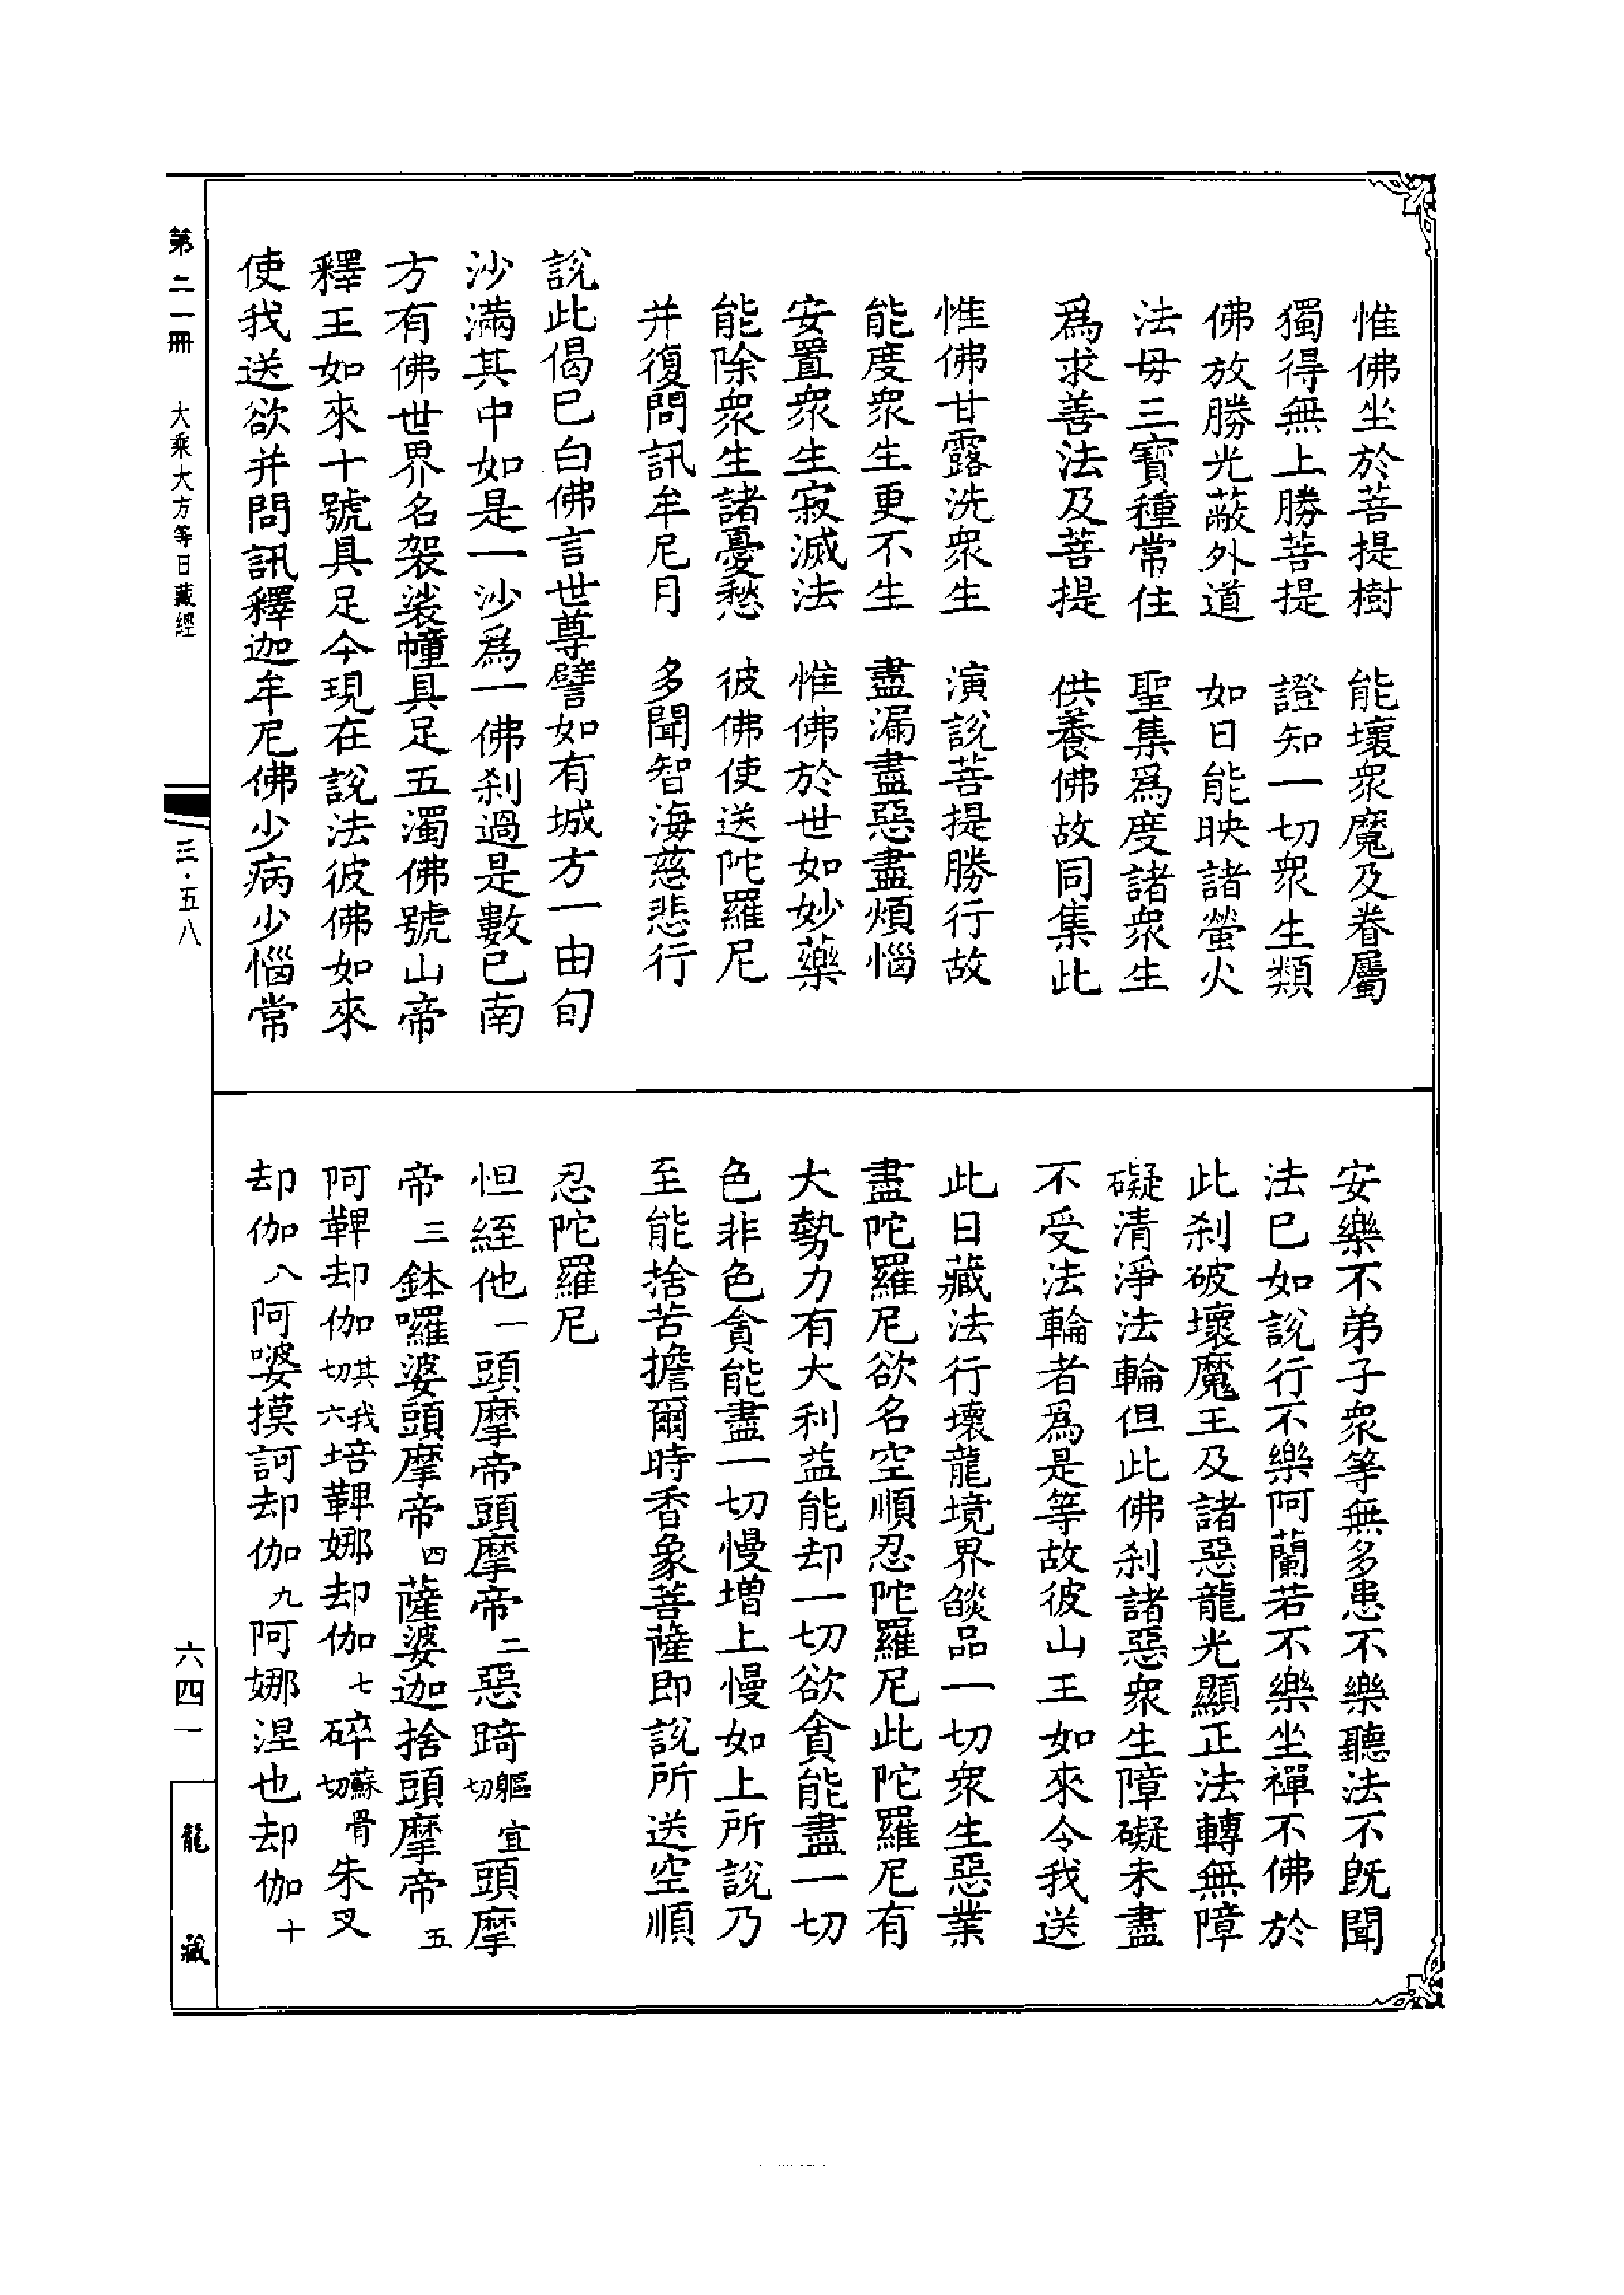 惟佛坐於菩提樹　能壞衆魔及眷屬
獨得無上勝菩提　證知一切衆生類
佛放勝光蔽外道　如日能映諸螢火
法母三寶種常住　聖集爲度諸衆生
爲求善法及菩提　供養佛故同集此
惟佛甘露洗衆生　演說菩提勝行故
能度衆生更不生　盡漏盡惡盡煩惱
安置衆生寂滅法　惟佛於世如妙藥
能除衆生諸憂愁　彼佛使送陀羅尼
并復問訊牟尼月　多聞智海慈悲行
說此偈已白佛言世尊譬如有城方一由旬
沙滿其中如是一沙爲一佛刹過是數已南
方有佛世界名袈裟幢具足五濁佛號山帝
釋王如來十號具足今現在說法彼佛如來
使我送欲并問訊釋迦牟尼佛少病少惱常
安樂不弟子衆等無多患不樂聽法不旣聞
法已如說行不樂阿蘭若不樂坐禪不佛於
此刹破壞魔王及諸惡龍光顯正法轉無障
礙清淨法輪但此佛刹諸惡衆生障礙未盡
不受法輪者爲是等故彼山王如來令我送
此日藏法行壞龍境界燄品一切衆生惡業
盡陀羅尼欲名空順忍陀羅尼此陀羅尼有
大勢力有大利益能却一切欲貪能盡一切
色非色貪能盡一切慢增上慢如上所說乃
至能捨苦擔爾時香象菩薩即說所送空順
忍陀羅尼
怛絰他一頭摩帝頭摩帝二惡踦軀宜切頭摩
帝三鉢囉婆頭摩帝四薩婆迦捨頭摩帝五
阿鞞却伽其我切六培鞞娜却伽七碎蘇骨切朱叉
却伽八阿婆摸訶却伽九阿娜涅也却伽十
第二一冊　大乘大方等日藏經　三·五八　六四一　龍藏